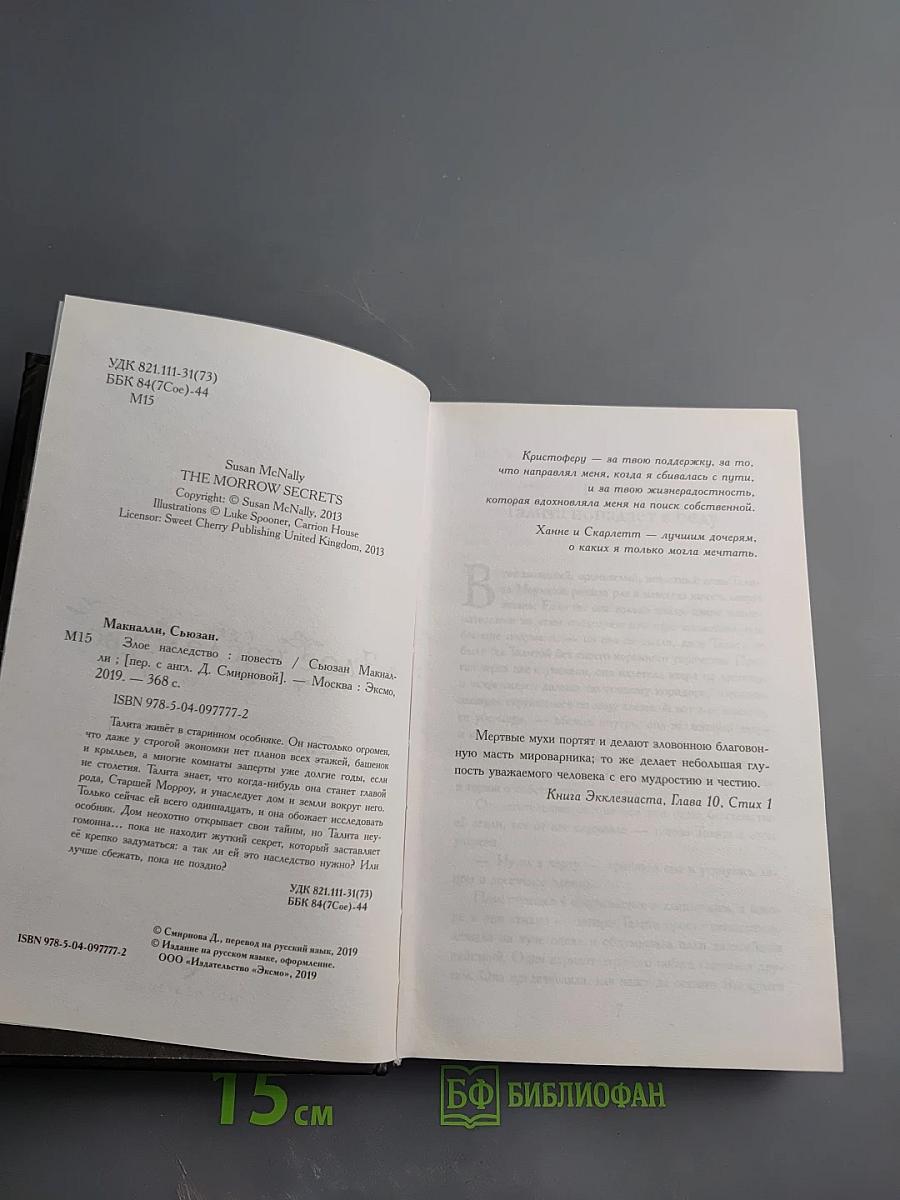 УДК 821.111-31(73)
ББК 84(7Сое)-44
М15
Susan McNally
THE MORROW SECRETS
Copyright: © Susan McNally, 2013
Illustrations © Luke Spooner, Carrion House
Licensor: Sweet Cherry Publishing United Kingdom, 2013
Макналли, Сьюзан.
М15 Злое наследство : повесть / Сьюзан Макнал-
ли ; [пер. с англ. Д. Смирновой]. — Москва : Эксмо,
2019. — 368 с.
ISBN 978-5-04-097777-2
Талита живёт в старинном особняке. Он настолько огромен,
что даже у строгой экономки нет планов всех этажей, башенок
и крыльев, а многие комнаты заперты уже долгие годы, если
не столетия. Талита знает, что когда-нибудь она станет главой
рода, Старшей Морроу, и унаследует дом и земли вокруг него.
Только сейчас ей всего одиннадцать, и она обожает исследовать
особняк. Дом неохотно открывает свои тайны, но Талита неу-
гомонна... пока не находит жуткий секрет, который заставляет
её крепко задуматься: а так ли ей это наследство нужно? Или
лучше сбежать, пока не поздно?
УДК 821.111-31(73)
ББК 84(7Сое)-44
© Смирнова Д., перевод на русский язык, 2019
© Издание на русском языке, оформление.
ООО «Издательство «Эксмо», 2019
ISBN 978-5-04-097777-2
Кристоферу — за твою поддержку, за то,
что направлял меня, когда я сбивалась с пути,
и за твою жизнерадостность,
которая вдохновляла меня на поиск собственной.
Ханне и Скарлетт — лучшим дочерям,
о каких я только могла мечтать.
Мертвые мухи портят и делают зловонною благовон-
ную масть мироварника; то же делает небольшая глу-
пость уважаемого человека с его мудростию и честию.
Книга Экклезиаста, Глава 10, Стих 1
7
15 см
БФ БИБЛИОФАН